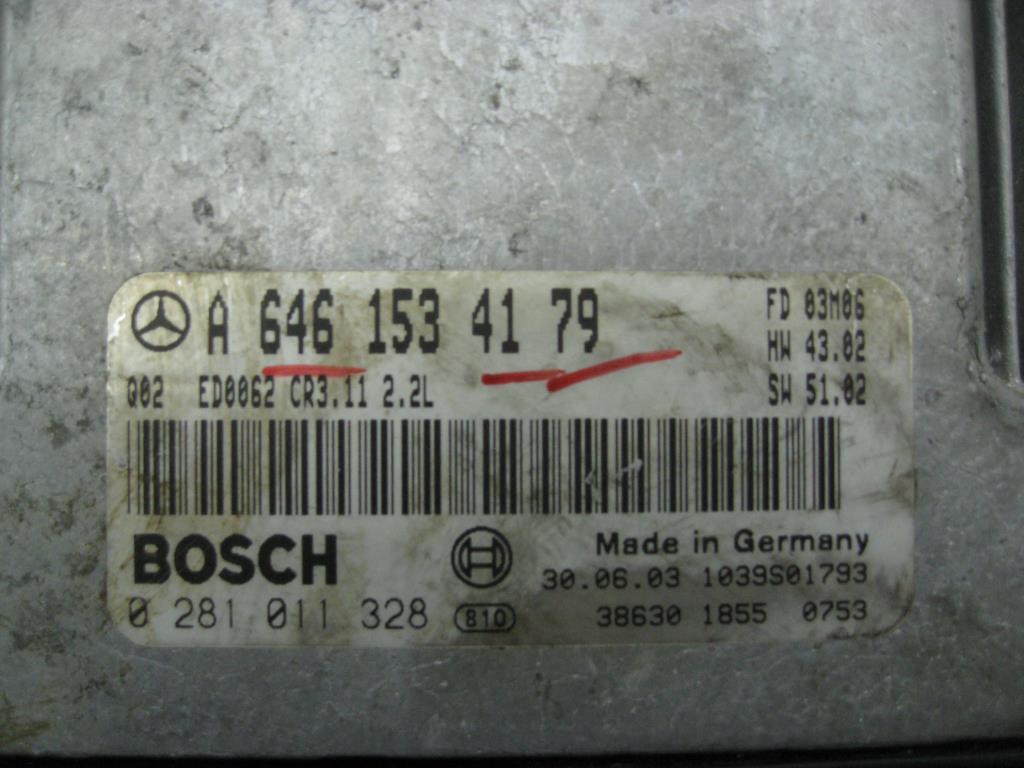 A 646 153 41 79
FD 03M06
HW 43.02
Q02 ED0062 CR3.11 2.2L
SW 51.02
BOSCH
Made in Germany
30.06.03 1039S01793
0 281 011 328 810
38630 1855 0753